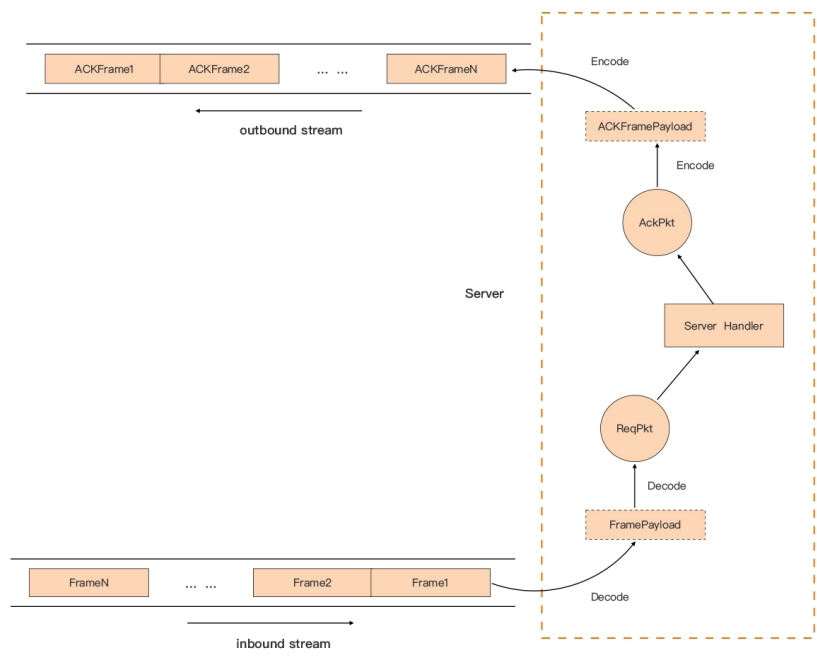 Encode
ACKFrame1
ACKFrame2
... ...
ACKFrameN
outbound stream
ACKFramePayload
Encode
AckPkt
Server
Server Handler
ReqPkt
Decode
FramePayload
FrameN
... ...
Frame2
Frame1
Decode
inbound stream